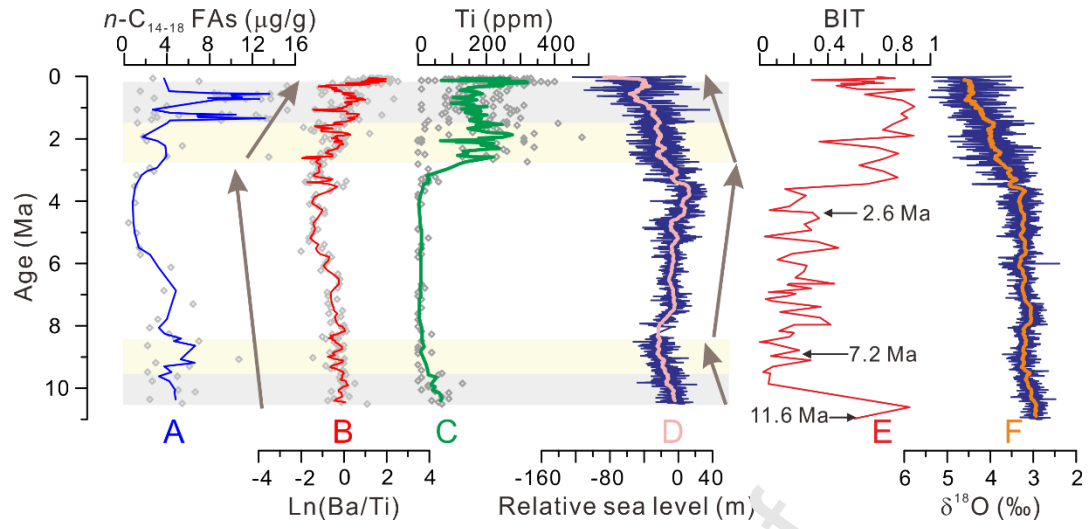 n-C14-18 FAs (μg/g)
0 4 8 12 16
Ti (ppm)
0 200 400
BIT
0 0.4 0.8 1
Age (Ma)
0
2
4
6
8
10
2.6 Ma
7.2 Ma
11.6 Ma
A B C D E F
-4 -2 0 2 4
Ln(Ba/Ti)
-160 -80 0 40
Relative sea level (m)
6 5 4 3 2
δ18O (‰)